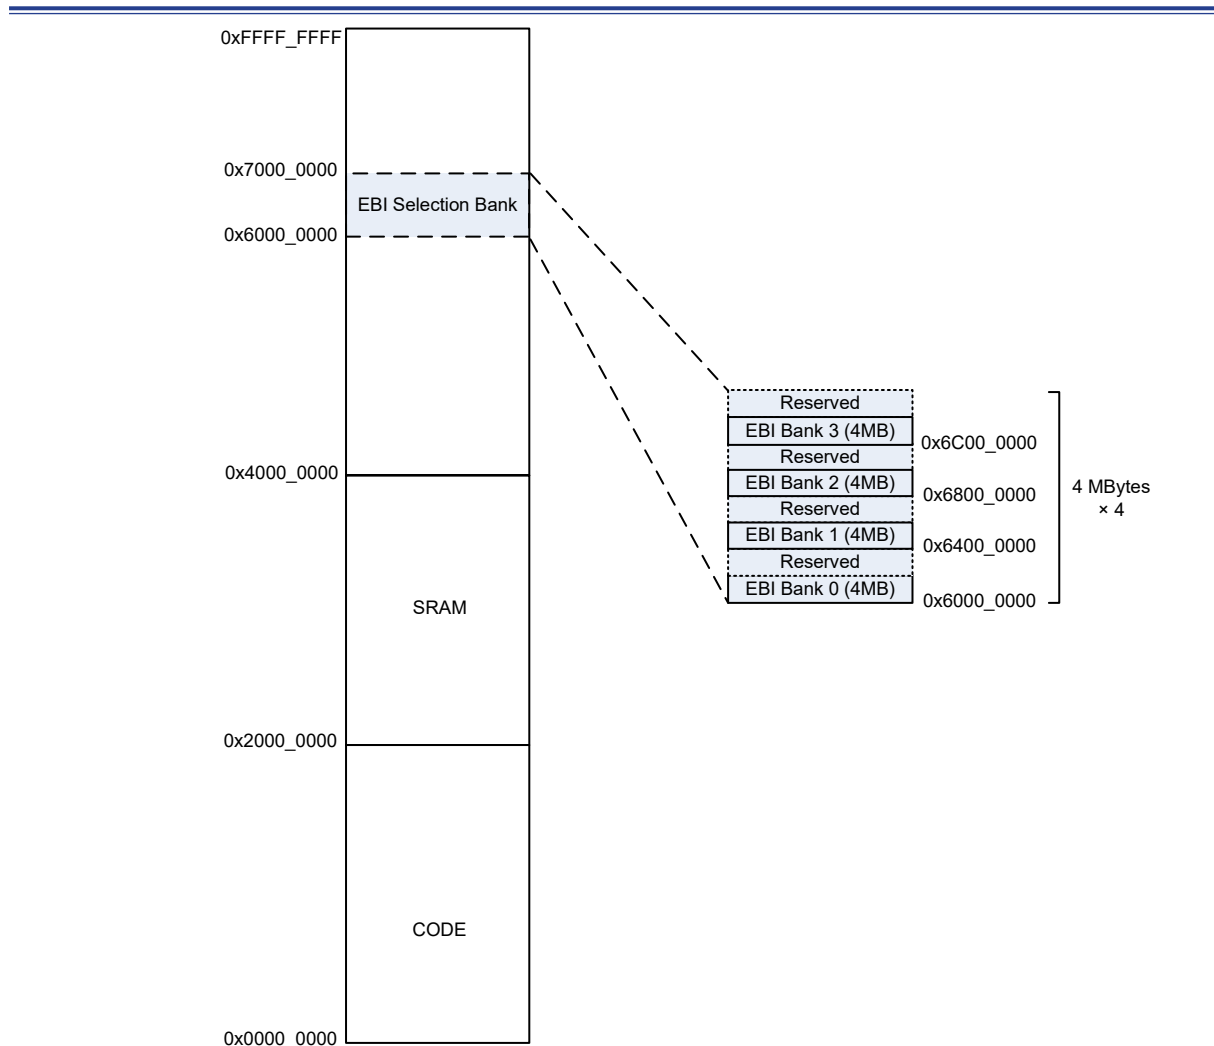 0xFFFF_FFFF
0x7000_0000
EBI Selection Bank
0x6000_0000
Reserved
EBI Bank 3 (4MB)
0x6C00_0000
Reserved
EBI Bank 2 (4MB)
0x6800_0000
Reserved
EBI Bank 1 (4MB)
0x6400_0000
Reserved
EBI Bank 0 (4MB)
0x6000_0000
4 MBytes
× 4
0x4000_0000
SRAM
0x2000_0000
CODE
0x0000_0000